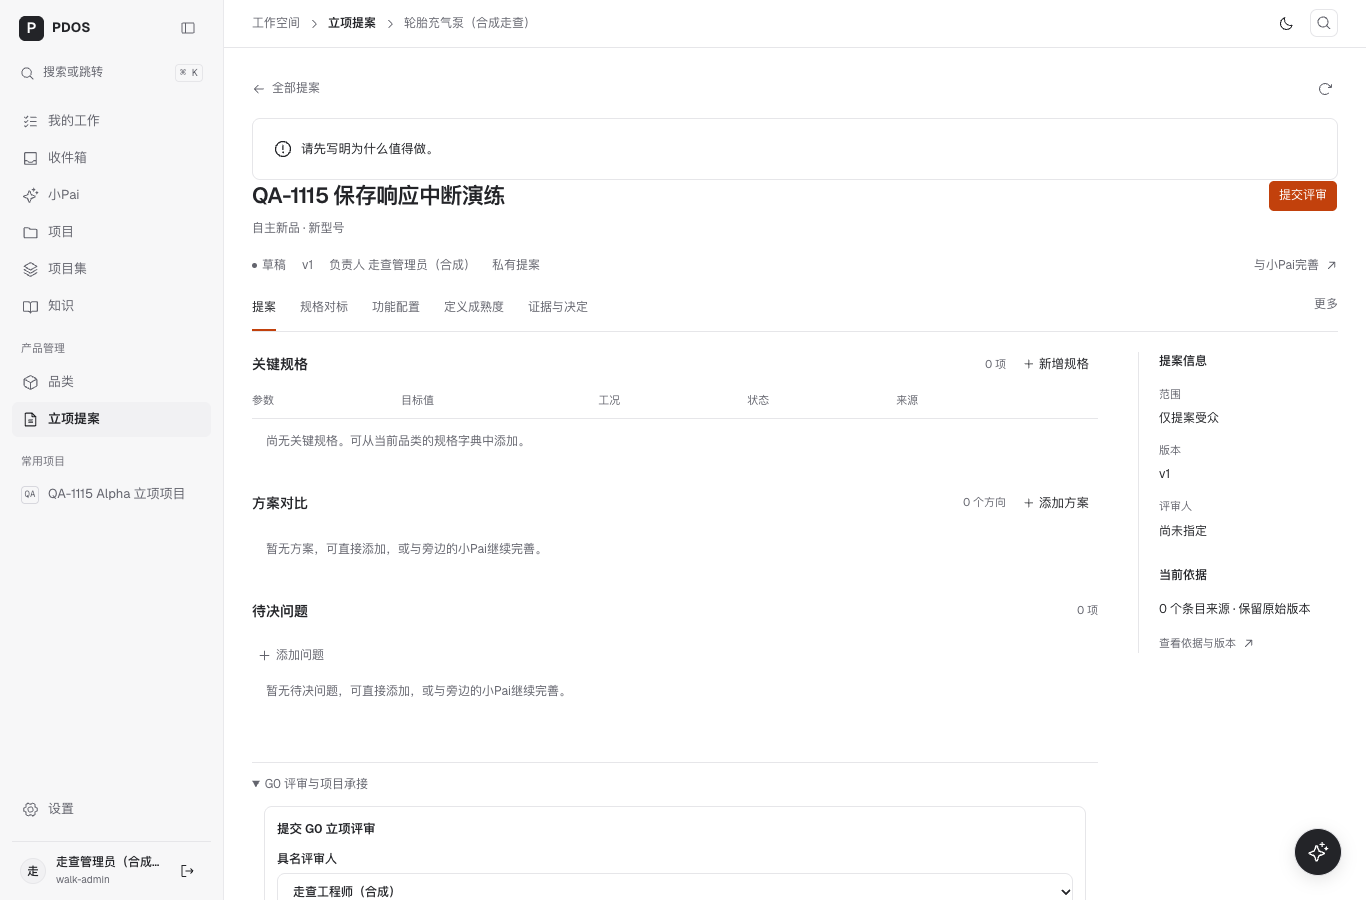 P PDOS
搜索或跳转 ⌘ K
我的工作
收件箱
小Pai
项目
项目集
知识
产品管理
品类
立项提案
常用项目
QA QA-1115 Alpha 立项项目
设置
走 走查管理员（合成...
walk-admin
工作空间 > 立项提案 > 轮胎充气泵（合成走查）
← 全部提案
请先写明为什么值得做。
QA-1115 保存响应中断演练
提交评审
自主新品 · 新型号
草稿 v1 负责人 走查管理员（合成） 私有提案
与小Pai完善
提案 规格对标 功能配置 定义成熟度 证据与决定
更多
关键规格 0 项 + 新增规格
参数 目标值 工况 状态 来源
尚无关键规格。可从当前品类的规格字典中添加。
方案对比 0 个方向 + 添加方案
暂无方案，可直接添加，或与旁边的小Pai继续完善。
待决问题 0 项
+ 添加问题
暂无待决问题，可直接添加，或与旁边的小Pai继续完善。
▼ G0 评审与项目承接
提交 G0 立项评审
具名评审人
走查工程师（合成）
提案信息
范围
仅提案受众
版本
v1
评审人
尚未指定
当前依据
0 个条目来源 · 保留原始版本
查看依据与版本